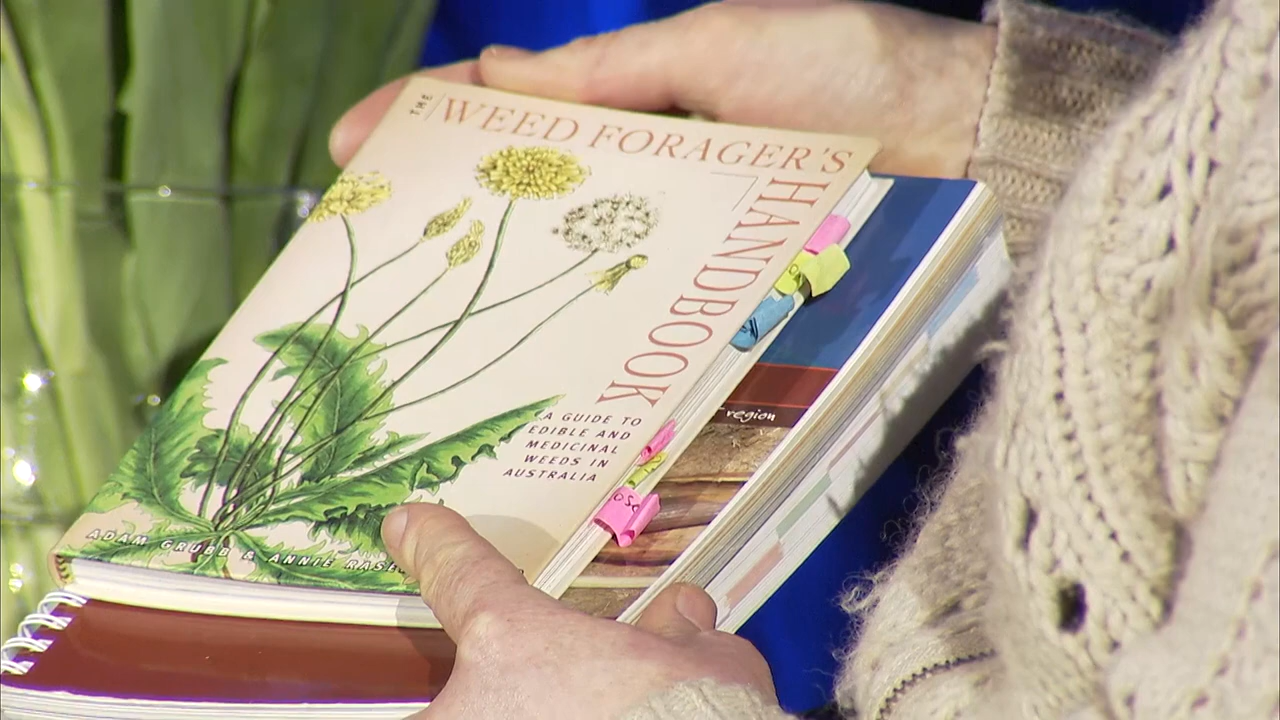 THE WEED FORAGER'S
HANDBOOK
A GUIDE TO
EDIBLE AND
MEDICINAL
WEEDS IN
AUSTRALIA
ADAM GRUBB & ANNIE
region